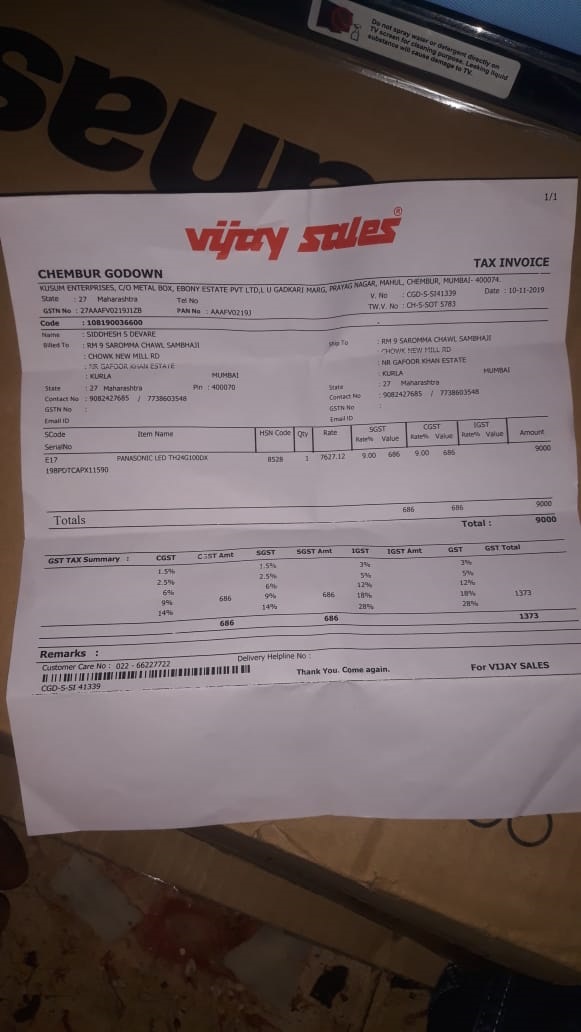 Do not spray water or detergent directly on
TV screen for cleaning purpose. Leaking liquid
substance will cause damage to TV.
nas
1/1
vijay sales®
CHEMBUR GODOWN
TAX INVOICE
KUSUM ENTERPRISES, C/O METAL BOX, EBONY ESTATE PVT LTD,L U GADKARI MARG, PRAYAG NAGAR, MAHUL, CHEMBUR, MUMBAI- 400074.
State : 27 Maharashtra Tel No V. No : CGD-S-SI41339 Date : 10-11-2019
GSTN No : 27AAAFV0219J1ZB PAN No : AAAFV0219J TW.V. No : CH-S-SOT 5783
Code : 108190036600
Name : SIDDHESH S DEVARE
Billed To : RM 9 SAROMMA CHAWL SAMBHAJI Ship To : RM 9 SAROMMA CHAWL SAMBHAJI
: CHOWK NEW MILL RD : CHOWK NEW MILL RD
: NR GAFOOR KHAN ESTATE : NR GAFOOR KHAN ESTATE
: KURLA MUMBAI : KURLA MUMBAI
State : 27 Maharashtra Pin : 400070 State : 27 Maharashtra
Contact No : 9082427685 / 7738603548 Contact No : 9082427685 / 7738603548
GSTN No : GSTN No :
Email ID Email ID
SCode Item Name HSN Code Qty Rate SGST CGST IGST Amount
SerialNo Rate% Value Rate% Value Rate% Value
E17 PANASONIC LED TH24G100DX 8528 1 7627.12 9.00 686 9.00 686 9000
19BPDTCAPX11590
Totals 686 686 9000
Total : 9000
GST TAX Summary : CGST CGST Amt SGST SGST Amt IGST IGST Amt GST GST Total
1.5% 1.5% 3% 3%
2.5% 2.5% 5% 5%
6% 6% 12% 12%
9% 686 9% 686 18% 18% 1373
14% 14% 28% 28%
686 686 1373
Remarks :
Customer Care No : 022 - 66227722 Delivery Helpline No :
Thank You. Come again. For VIJAY SALES
CGD-S-SI 41339